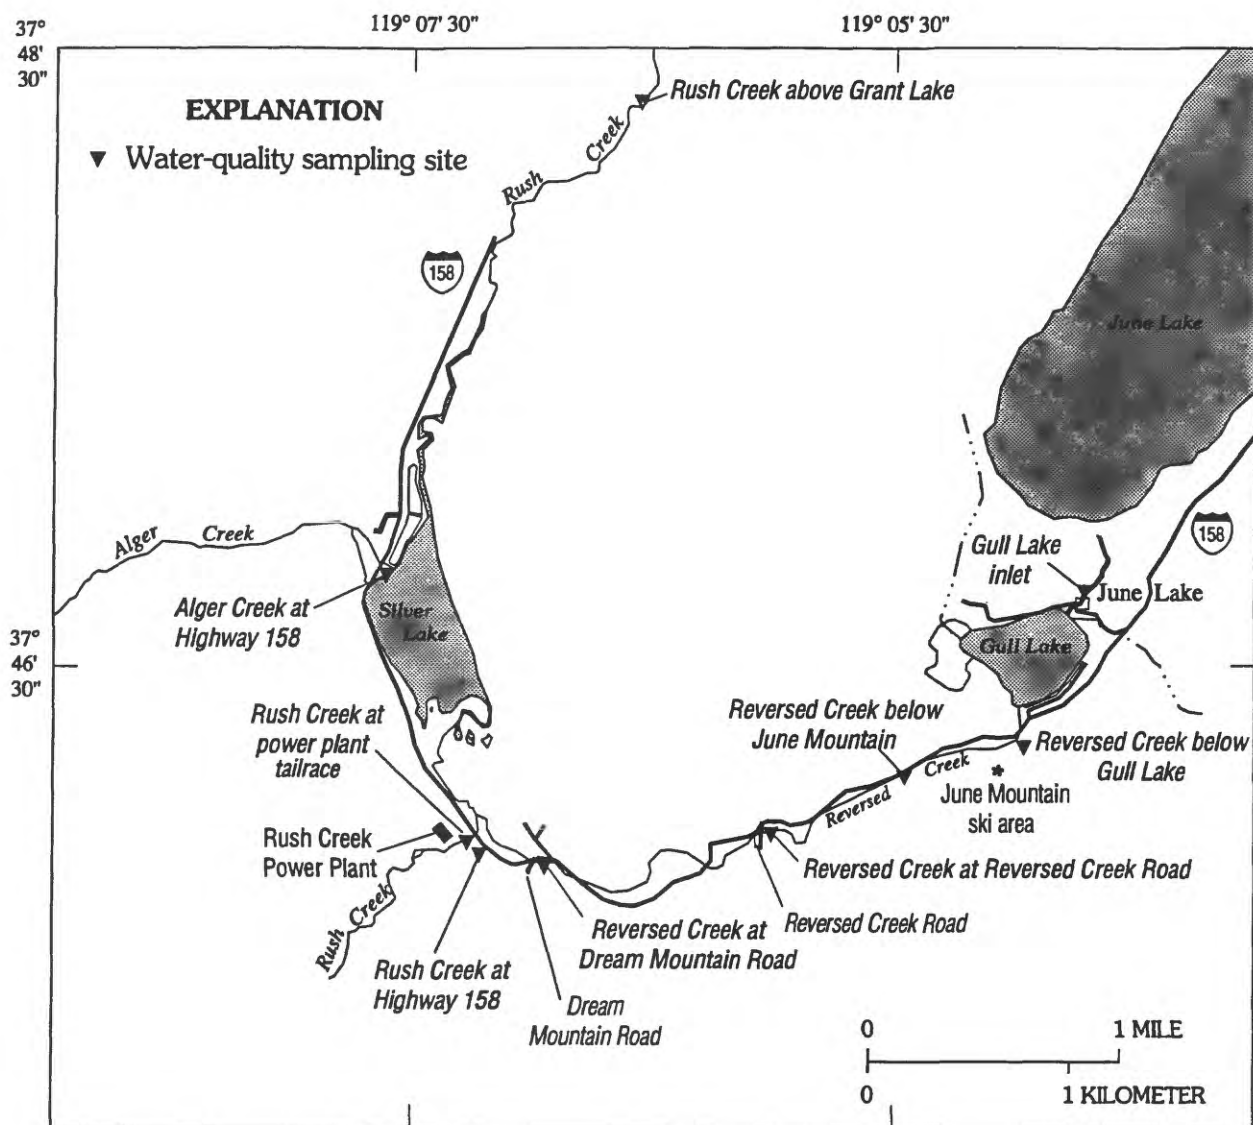 119° 07' 30"
119° 05' 30"
37°
48'
30"
EXPLANATION
Water-quality sampling site
Rush Creek above Grant Lake
Rush Creek
158
June Lake
158
Alger Creek
Gull Lake
inlet
June Lake
Alger Creek at
Highway 158
Silver
Lake
37°
46'
30"
Gull Lake
Rush Creek at
power plant
tailrace
Reversed Creek below
June Mountain
Reversed Creek below
Gull Lake
Reversed Creek
June Mountain
ski area
Rush Creek
Power Plant
Reversed Creek at Reversed Creek Road
Reversed Creek Road
Rush Creek
Reversed Creek at
Dream Mountain Road
Rush Creek at
Highway 158
Dream
Mountain Road
0 1 MILE
0 1 KILOMETER